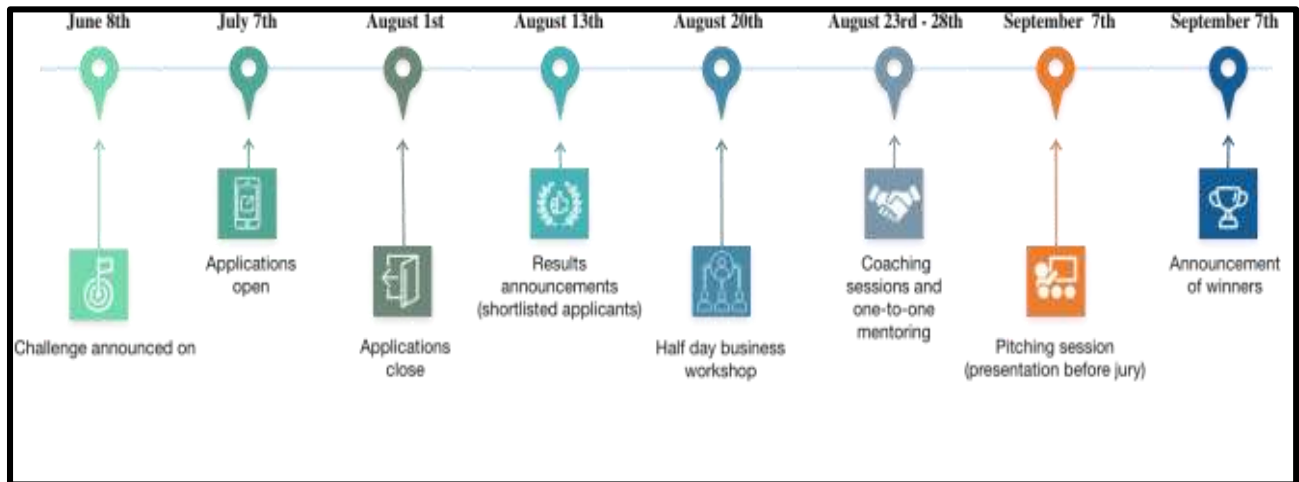 June 8th
July 7th
August 1st
August 13th
August 20th
August 23rd - 28th
September 7th
September 7th
Challenge announced on
Applications
open
Applications
close
Results
announcements
(shortlisted applicants)
Half day business
workshop
Coaching
sessions and
one-to-one
mentoring
Pitching session
(presentation before jury)
Announcement
of winners